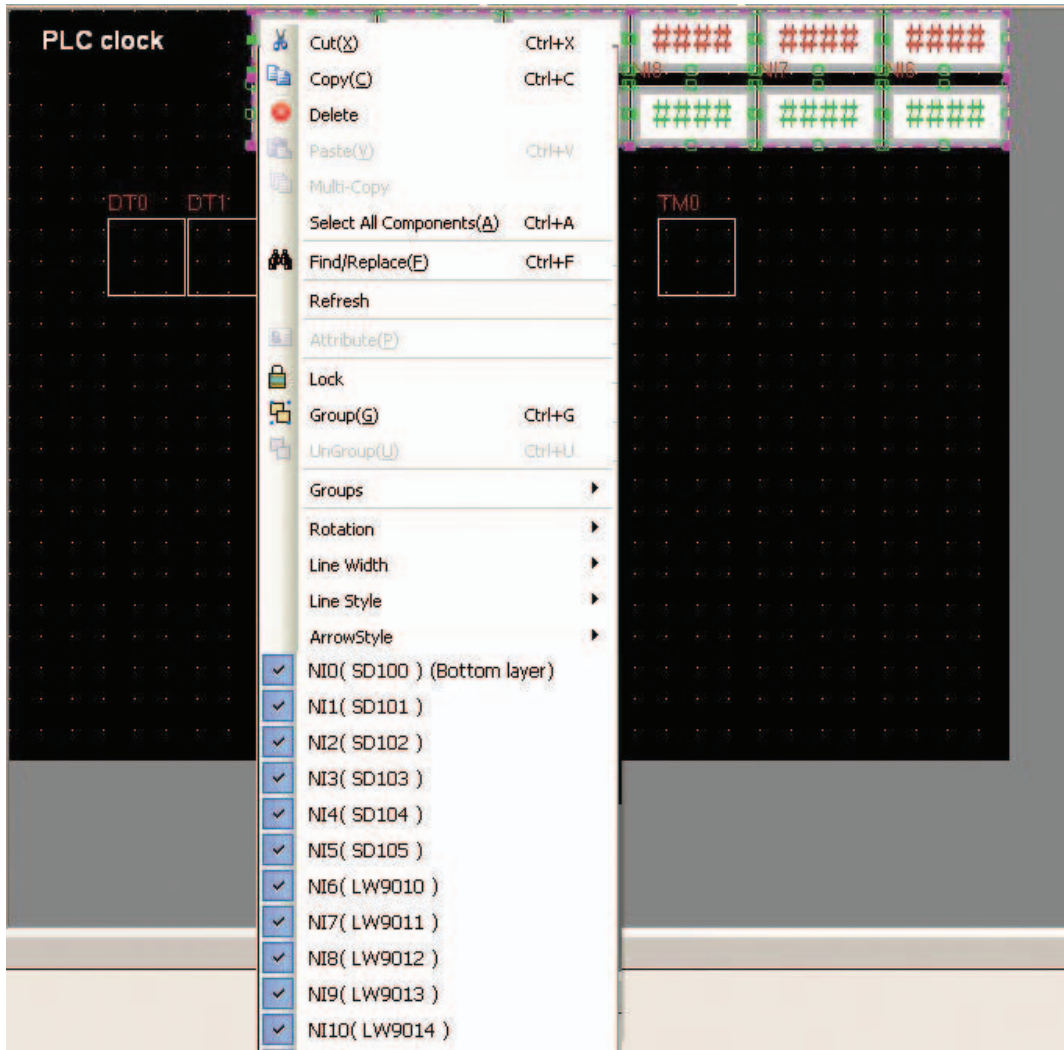 PLC clock
#### #### ####
NI8 NI7 NI6
#### #### ####
DT0 DT1 TM0
Cut(X) Ctrl+X
Copy(C) Ctrl+C
Delete
Paste(V) Ctrl+V
Multi-Copy
Select All Components(A) Ctrl+A
Find/Replace(F) Ctrl+F
Refresh
Attribute(P)
Lock
Group(G) Ctrl+G
UnGroup(U) Ctrl+U
Groups
Rotation
Line Width
Line Style
ArrowStyle
NI0( SD100 ) (Bottom layer)
NI1( SD101 )
NI2( SD102 )
NI3( SD103 )
NI4( SD104 )
NI5( SD105 )
NI6( LW9010 )
NI7( LW9011 )
NI8( LW9012 )
NI9( LW9013 )
NI10( LW9014 )